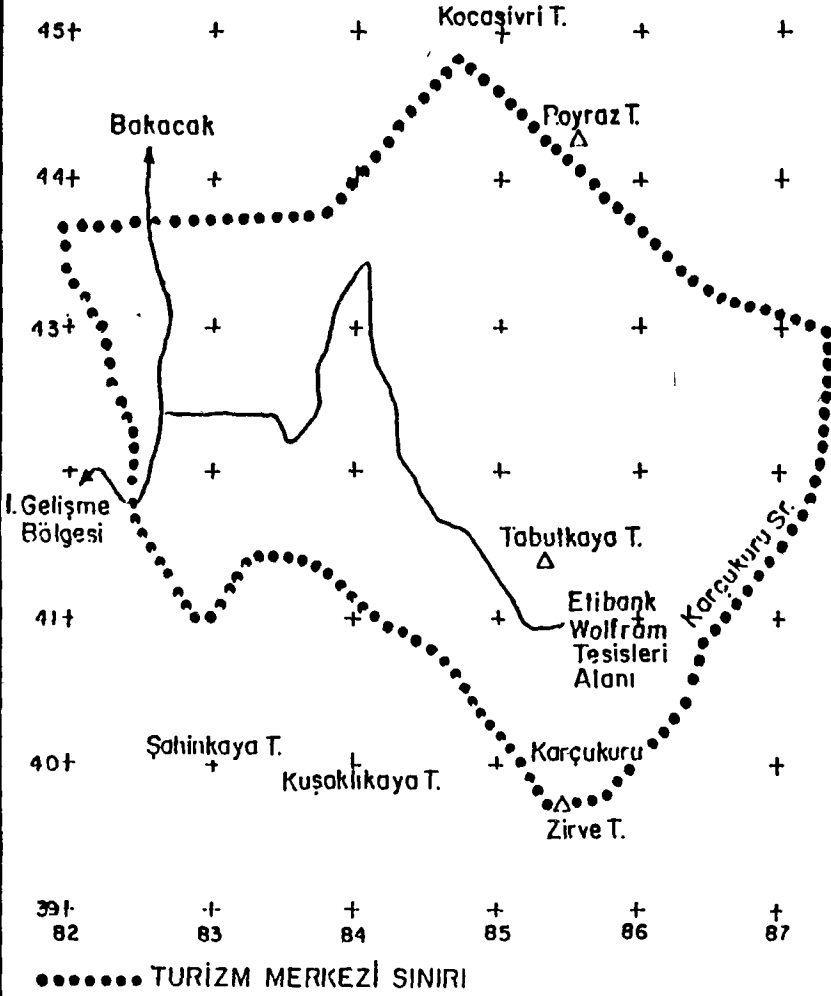 Kocasivri T.
45
Poyraz T.
Bakacak
44
43
I. Gelişme
Bölgesi
Tabutkaya T.
Karçukuru Sr.
41
Etibank
Wolfram
Tesisleri
Alanı
Şahinkaya T.
Karçukuru
40
Kuşaklıkaya T.
Zirve T.
39
82 83 84 85 86 87
TURİZM MERKEZİ SINIRI